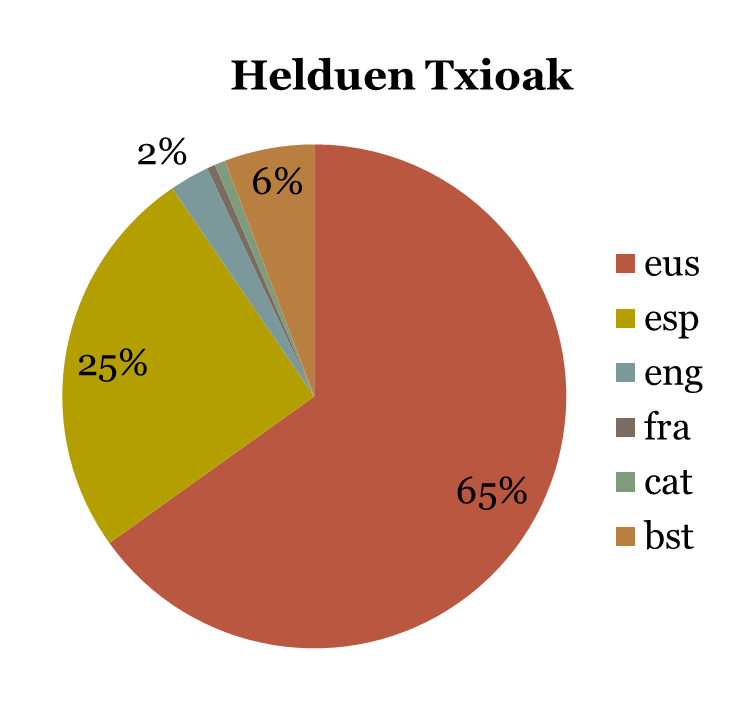 Helduen Txioak
2%
6%
25%
65%
eus
esp
eng
fra
cat
bst